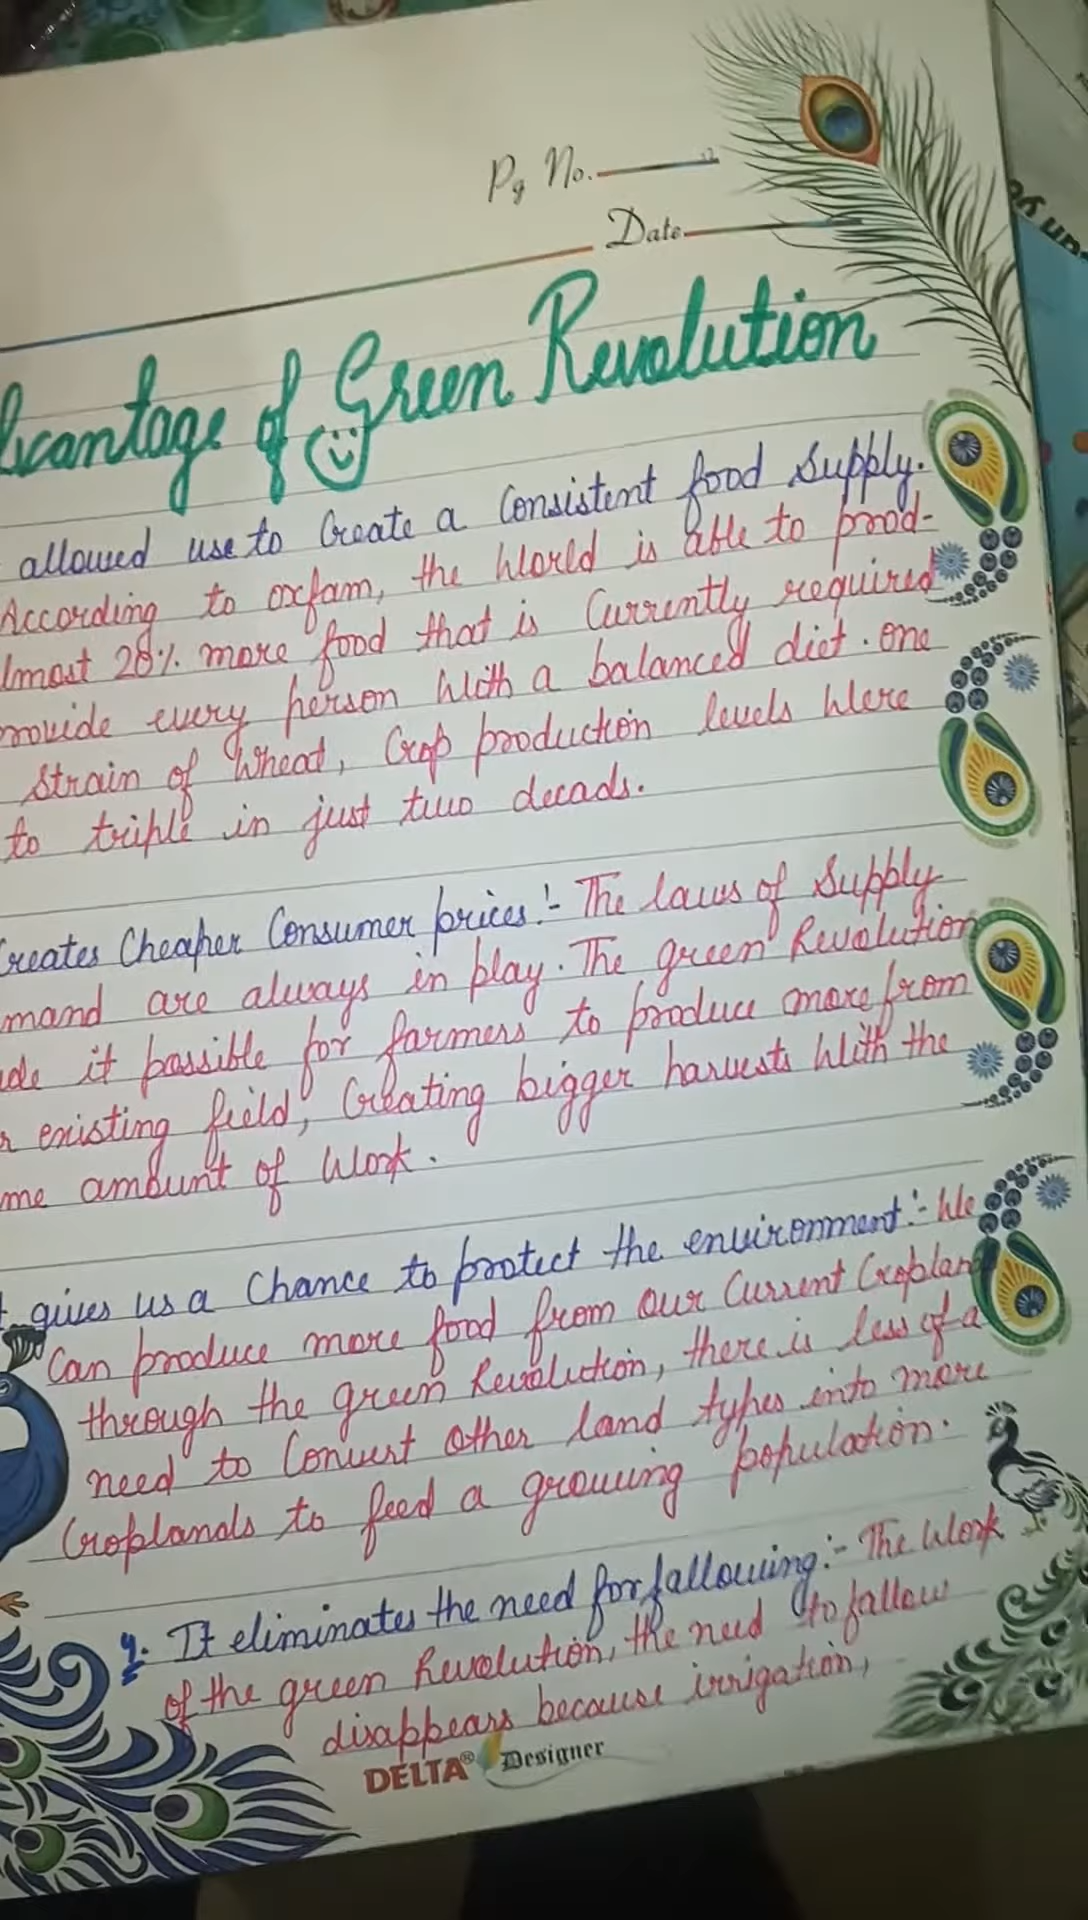 Pg No.
Date
of Green Revolution
allowed use to Create a Consistent food Supply.
According to oxfam, the World is able to prod-
lmost 20% more food that is Currently required
rovide every person With a balanced diet. one
Strain of Wheat, Crop production levels Were
to triple in just two decads.
Creates Cheaper Consumer prices:- The laws of Supply
mand are always in play. The green Revolution
ade it possible for farmers to produce more from
r existing field, Creating bigger harvests With the
me amount of Work.
t gives us a Chance to protect the environment:- We
Can produce more food from our Current Croplan
through the green Revolution, there is less of a
need to Convert other land types into more
Croplands to feed a growing population.
4. It eliminates the need for fallowing:- The Work
of the green Revolution, the need to fallow
disappears because irrigation,
DELTA® Designer